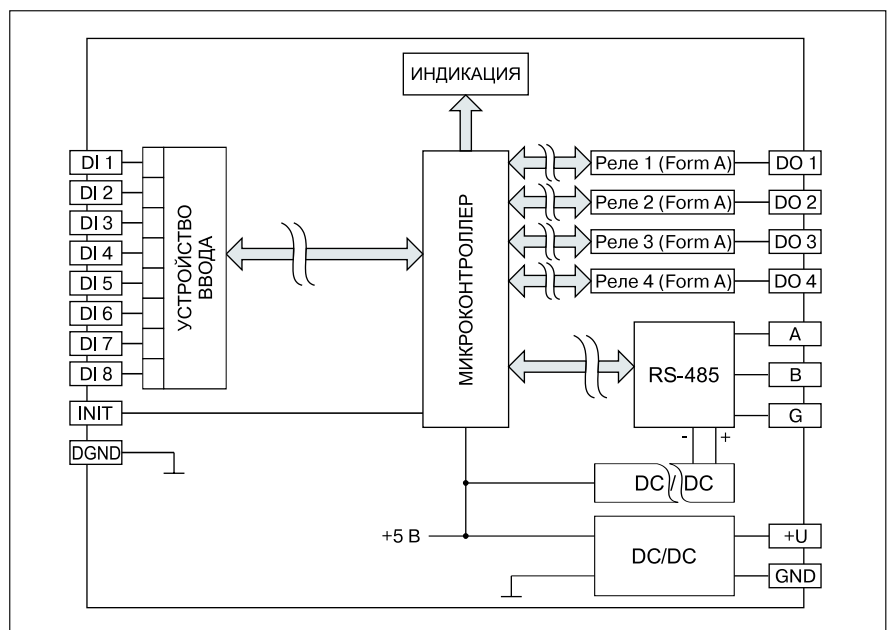 ИНДИКАЦИЯ
DI 1
DI 2
DI 3
DI 4
DI 5
DI 6
DI 7
DI 8
INIT
DGND
УСТРОЙСТВО
ВВОДА
МИКРОКОНТРОЛЛЕР
Реле 1 (Form A)
DO 1
Реле 2 (Form A)
DO 2
Реле 3 (Form A)
DO 3
Реле 4 (Form A)
DO 4
RS-485
A
B
G
- +
DC / DC
+5 В
DC/DC
+U
GND